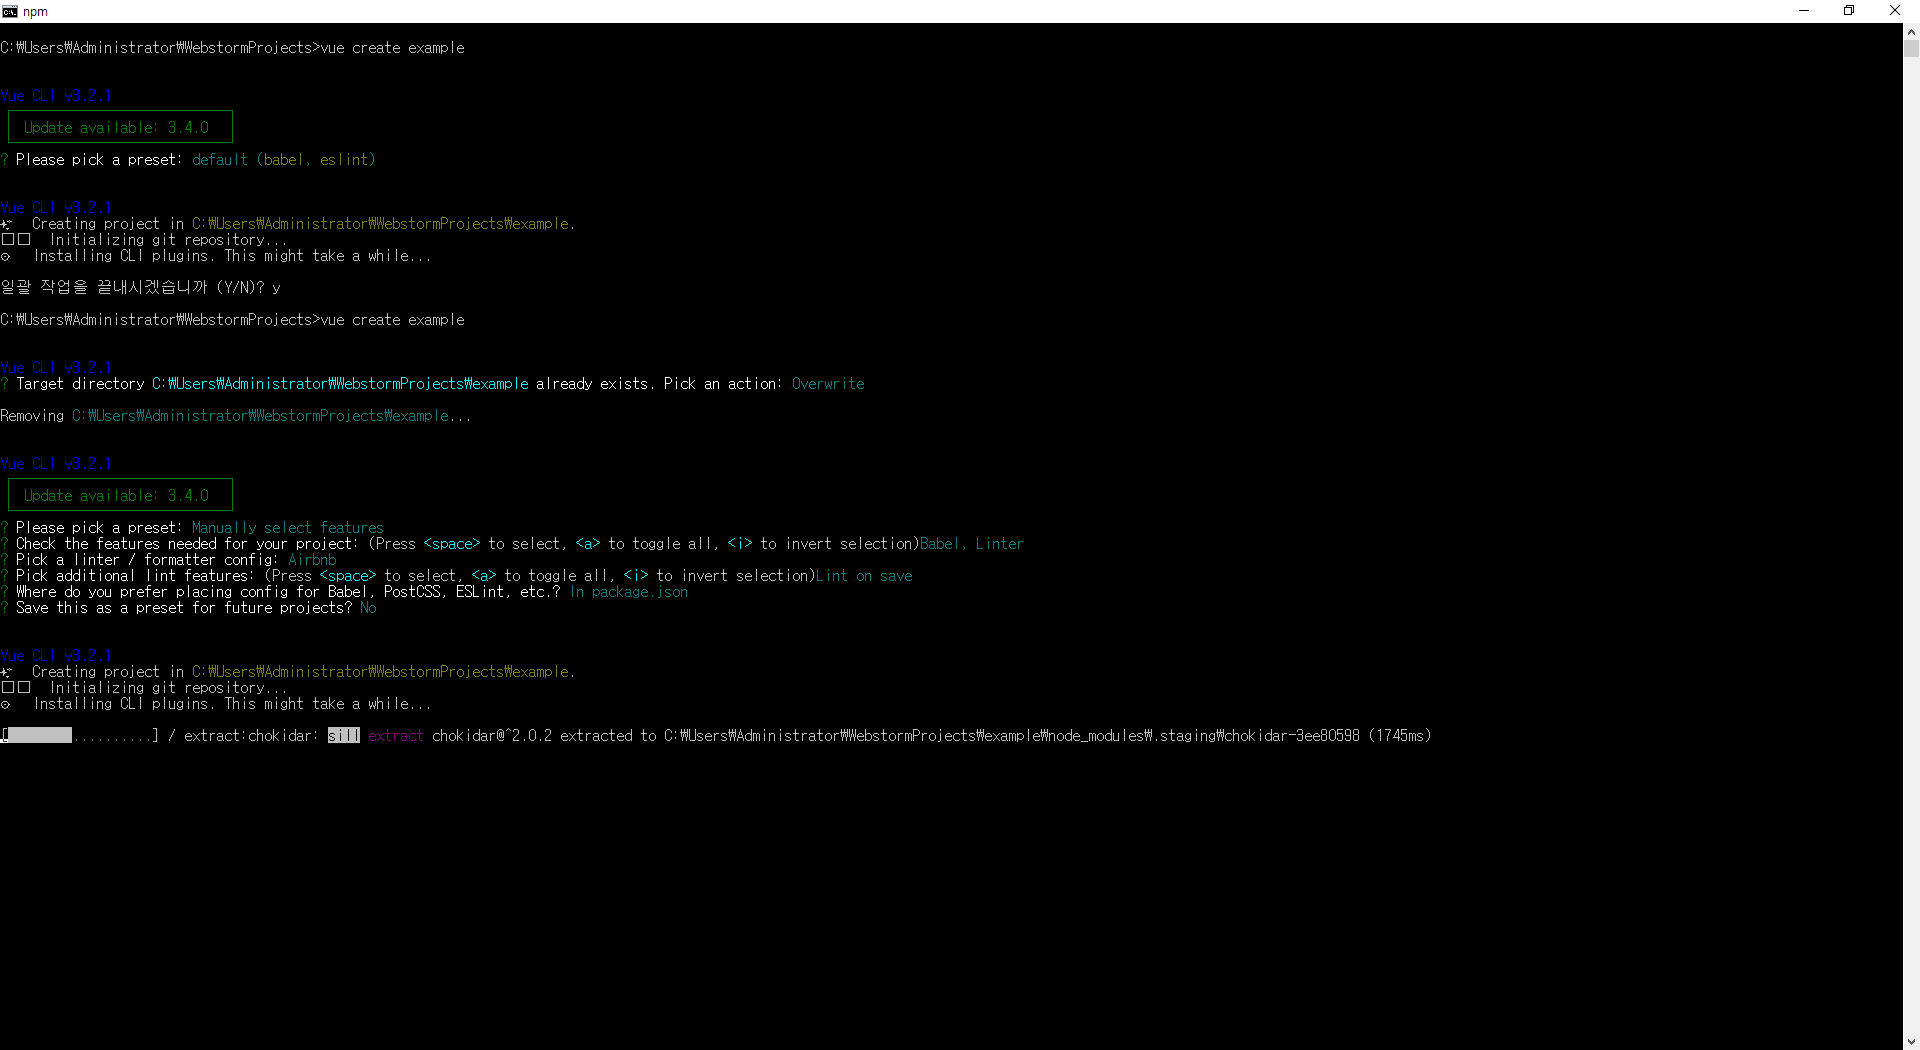 npm
C:₩Users₩Administrator₩WebstormProjects>vue create example
Vue CLI v3.2.1
Update available: 3.4.0
? Please pick a preset: default (babel, eslint)
Vue CLI v3.2.1
✨  Creating project in C:₩Users₩Administrator₩WebstormProjects₩example.
□□  Initializing git repository...
⚙  Installing CLI plugins. This might take a while...
일괄 작업을 끝내시겠습니까 (Y/N)? y
C:₩Users₩Administrator₩WebstormProjects>vue create example
Vue CLI v3.2.1
? Target directory C:₩Users₩Administrator₩WebstormProjects₩example already exists. Pick an action: Overwrite
Removing C:₩Users₩Administrator₩WebstormProjects₩example...
Vue CLI v3.2.1
Update available: 3.4.0
? Please pick a preset: Manually select features
? Check the features needed for your project: (Press <space> to select, <a> to toggle all, <i> to invert selection)Babel, Linter
? Pick a linter / formatter config: Airbnb
? Pick additional lint features: (Press <space> to select, <a> to toggle all, <i> to invert selection)Lint on save
? Where do you prefer placing config for Babel, PostCSS, ESLint, etc.? In package.json
? Save this as a preset for future projects? No
Vue CLI v3.2.1
✨  Creating project in C:₩Users₩Administrator₩WebstormProjects₩example.
□□  Initializing git repository...
⚙  Installing CLI plugins. This might take a while...
[        ..........] / extract:chokidar: sill extract chokidar@^2.0.2 extracted to C:₩Users₩Administrator₩WebstormProjects₩example₩node_modules₩.staging₩chokidar-3ee80598 (1745ms)